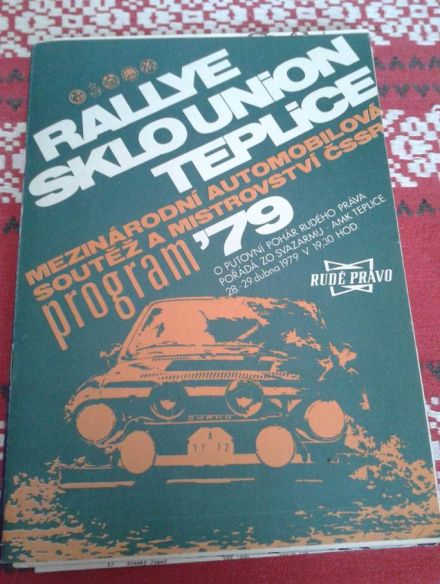 RALLYE
SKLO UNION
TEPLICE
MEZINÁRODNÍ AUTOMOBILOVÁ
SOUTĚŽ A MISTROVSTVÍ ČSSR
program '79
O PUTOVNÍ POHÁR RUDÉHO PRÁVA
POŘÁDÁ ZO SVAZARMU - AMK TEPLICE
28. 29 dubna 1979 V 19.30 HOD.
RUDÉ PRÁVO
A